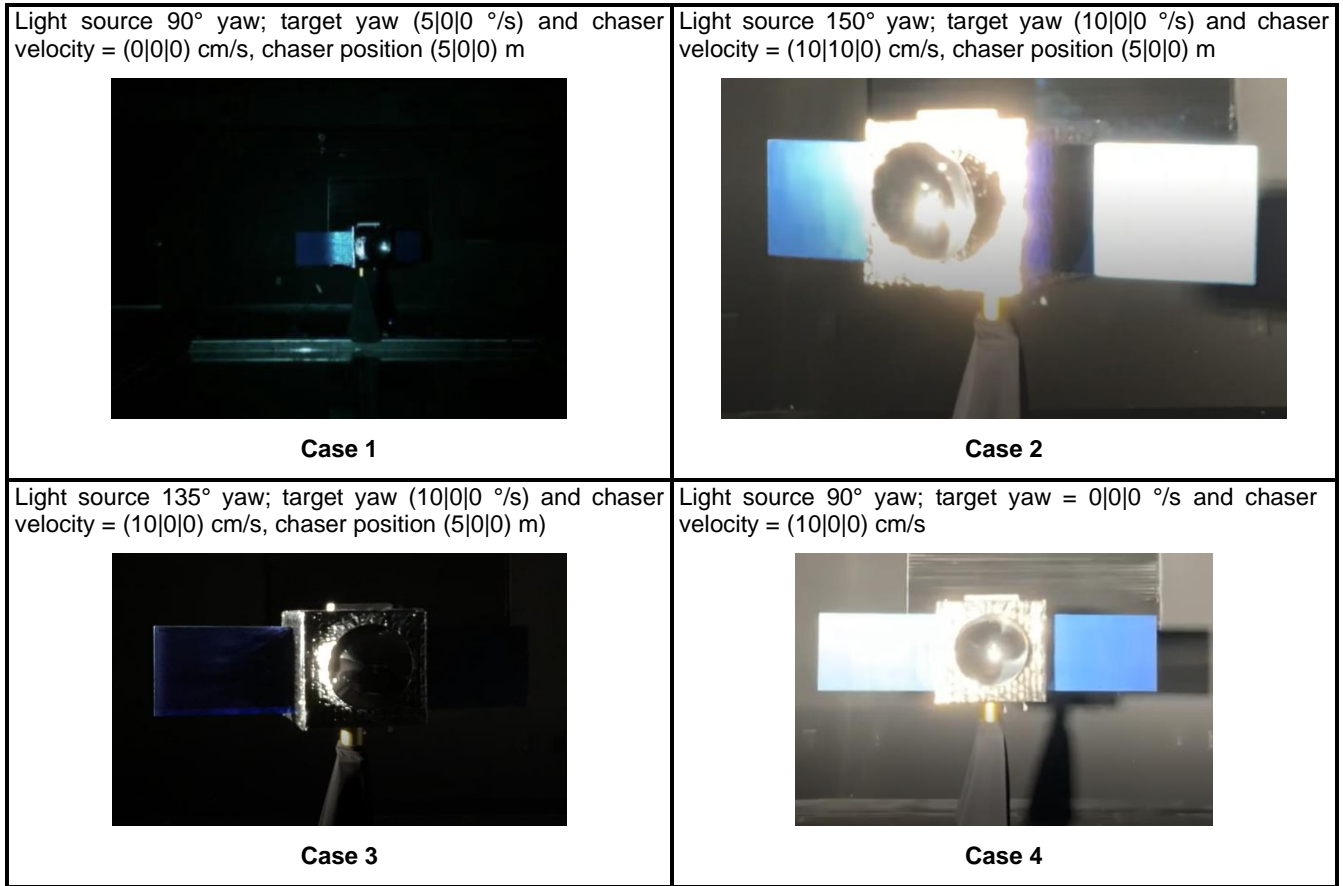 Light source 90° yaw; target yaw (5|0|0 °/s) and chaser
velocity = (0|0|0) cm/s, chaser position (5|0|0) m
Case 1
Light source 150° yaw; target yaw (10|0|0 °/s) and chaser
velocity = (10|10|0) cm/s, chaser position (5|0|0) m
Case 2
Light source 135° yaw; target yaw (10|0|0 °/s) and chaser
velocity = (10|0|0) cm/s, chaser position (5|0|0) m)
Case 3
Light source 90° yaw; target yaw = 0|0|0 °/s and chaser
velocity = (10|0|0) cm/s
Case 4